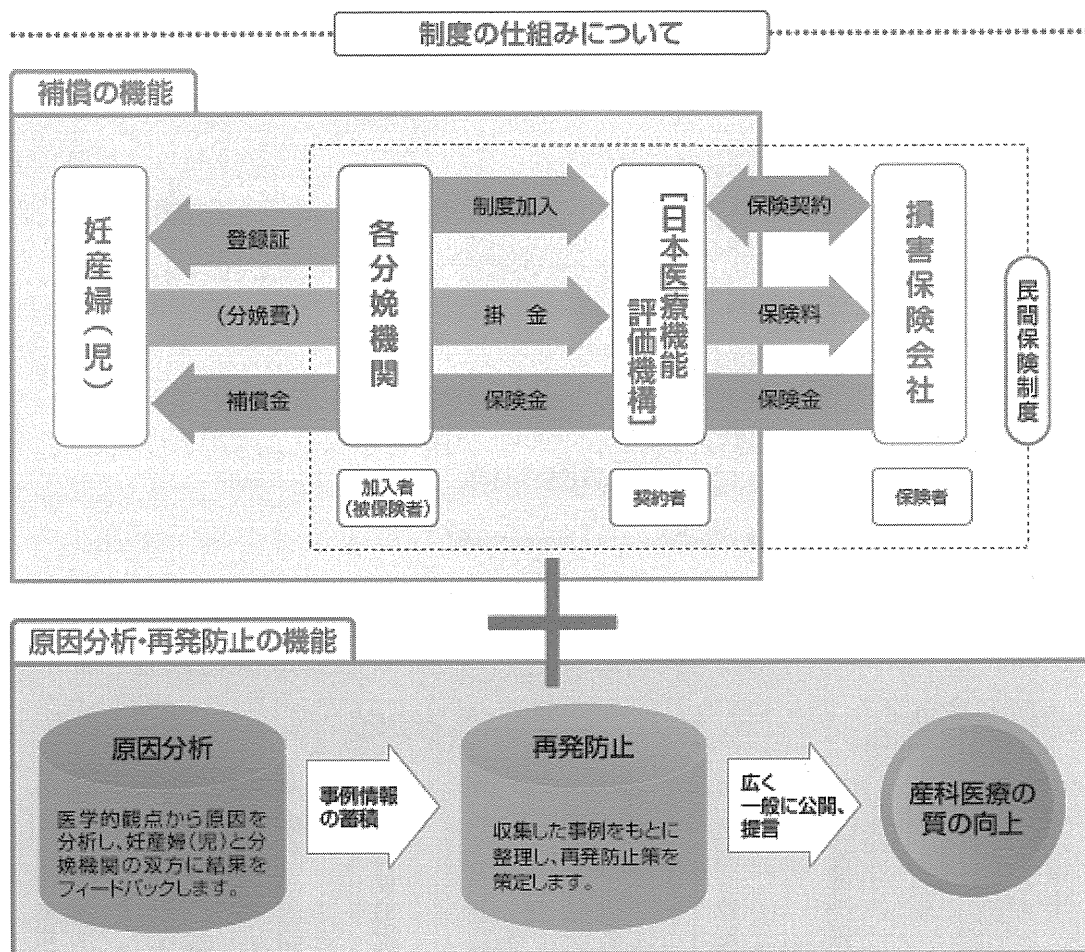 制度の仕組みについて
補償の機能
妊産婦(児)
登録証
(分娩費)
補償金
各分娩機関
制度加入
掛 金
保険金
[日本医療機能
評価機構]
保険契約
保険料
保険金
損害保険会社
民間保険制度
加入者
(被保険者)
契約者
保険者
原因分析・再発防止の機能
原因分析
医学的観点から原因を
分析し、妊産婦(児)と分
娩機関の双方に結果を
フィードバックします。
事例情報
の蓄積
再発防止
収集した事例をもとに
整理し、再発防止策を
策定します。
広く
一般に公開、
提言
産科医療の
質の向上